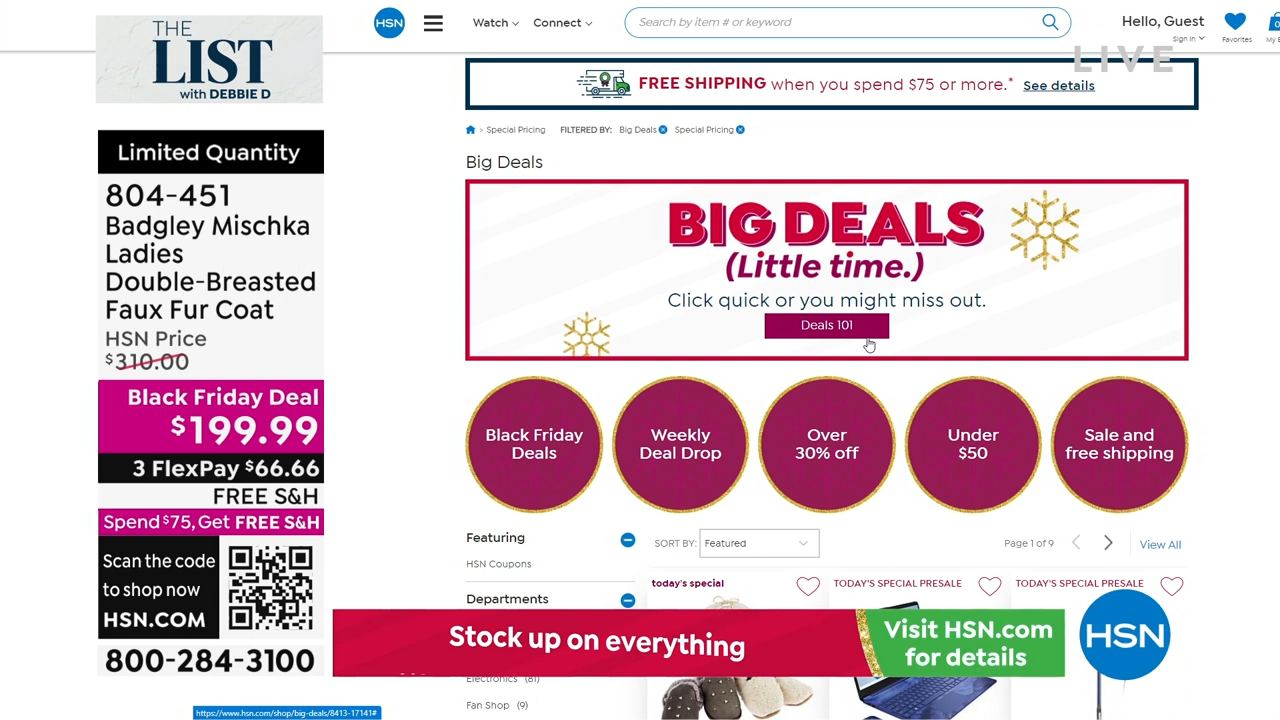 THE
LIST
with DEBBIE D
Limited Quantity
804-451
Badgley Mischka
Ladies
Double-Breasted
Faux Fur Coat
HSN Price
$310.00
Black Friday Deal
$199.99
3 FlexPay $66.66
FREE S&H
Spend $75, Get FREE S&H
Scan the code
to shop now
HSN.COM
800-284-3100
HSN
Watch
Connect
Search by item # or keyword
Hello, Guest
Sign In
Favorites
0
My B
LIVE
FREE SHIPPING when you spend $75 or more.* See details
> Special Pricing FILTERED BY: Big Deals Special Pricing
Big Deals
BIG DEALS
(Little time.)
Click quick or you might miss out.
Deals 101
Black Friday
Deals
Weekly
Deal Drop
Over
30% off
Under
$50
Sale and
free shipping
Featuring
HSN Coupons
Departments
SORT BY: Featured
Page 1 of 9
View All
today's special
TODAY'S SPECIAL PRESALE
TODAY'S SPECIAL PRESALE
Stock up on everything
Visit HSN.com
for details
HSN
Electronics (81)
Fan Shop (9)
https://www.hsn.com/shop/big-deals/8413-17141#